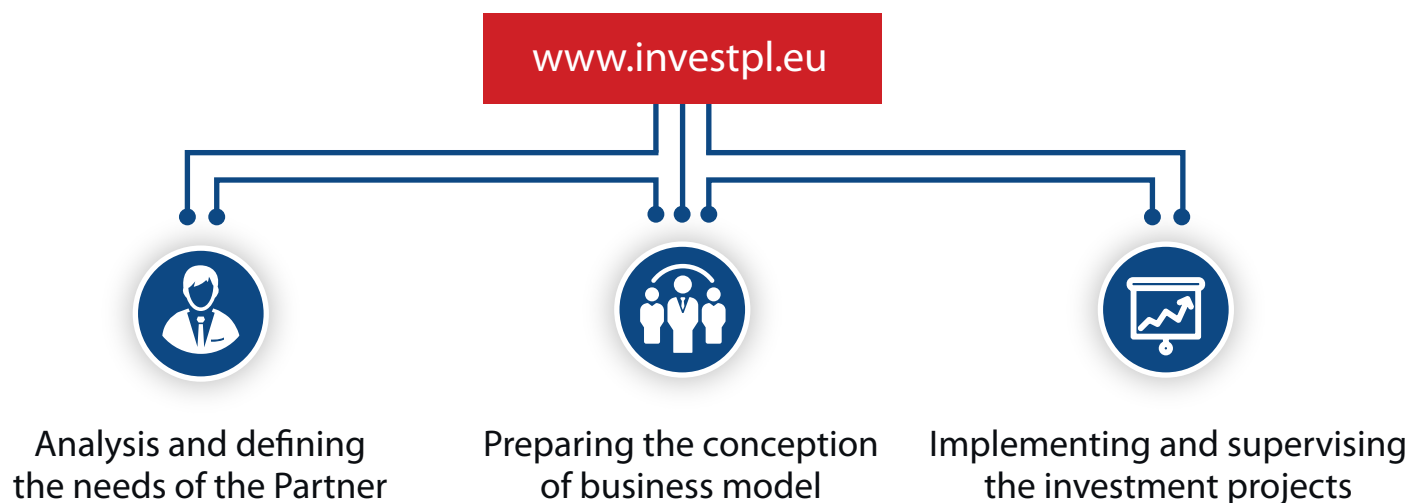 www.investpl.eu
Analysis and defining
the needs of the Partner
Preparing the conception
of business model
Implementing and supervising
the investment projects